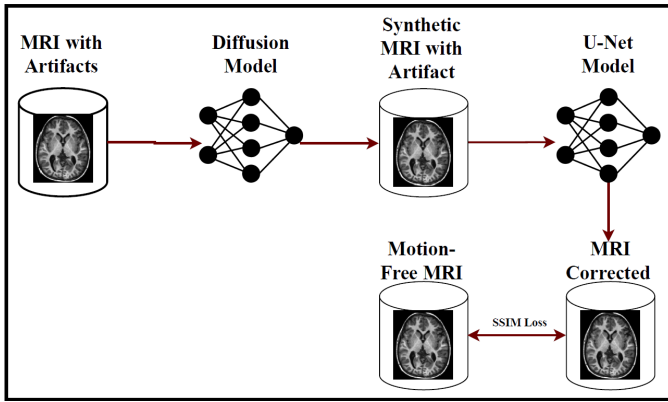 MRI with
Artifacts
Diffusion
Model
Synthetic
MRI with
Artifact
U-Net
Model
Motion-
Free MRI
SSIM Loss
MRI
Corrected